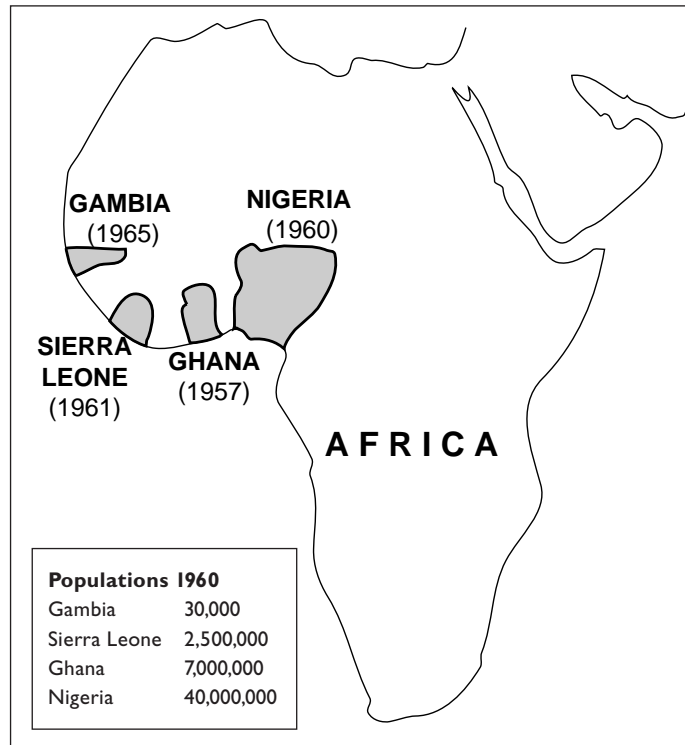 GAMBIA
(1965)
NIGERIA
(1960)
SIERRA
LEONE
(1961)
GHANA
(1957)
AFRICA
Populations 1960
Gambia 30,000
Sierra Leone 2,500,000
Ghana 7,000,000
Nigeria 40,000,000